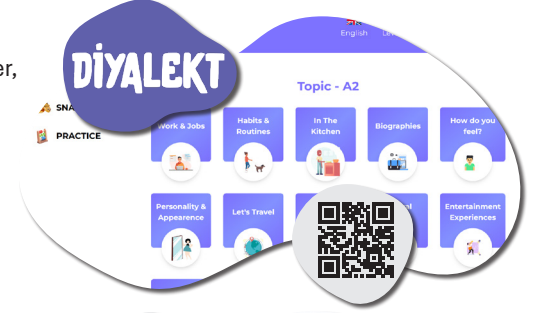 er,
DİYALEKT
English
Topic - A2
PRACTICE
Work & Jobs
Habits &
Routines
In The
Kitchen
Biographies
How do you
feel?
Personality &
Appearence
Let's Travel
Entertainment
Experiences